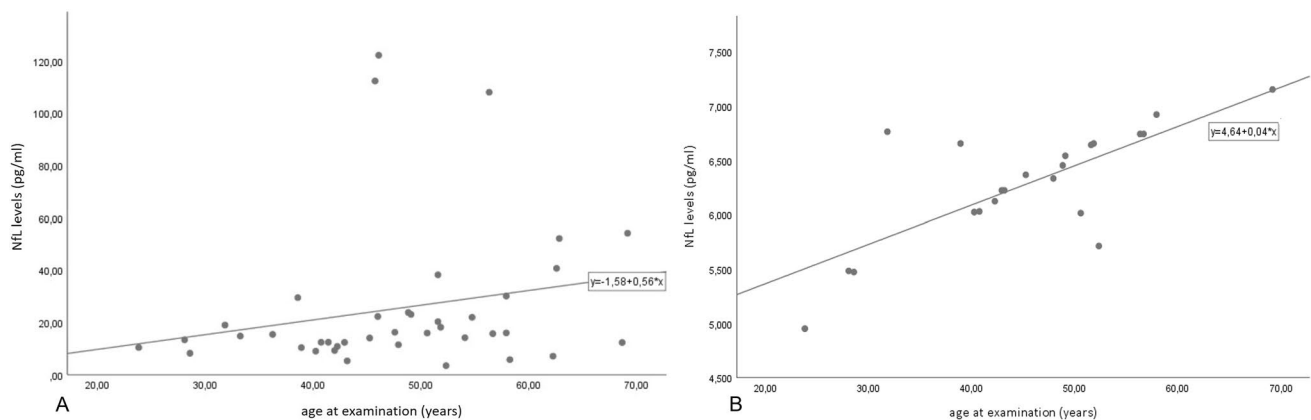 120,00
100,00
80,00
60,00
40,00
20,00
,00
NfL levels (pg/ml)
y=-1,58+0,56*x
20,00 30,00 40,00 50,00 60,00 70,00
A
age at examination (years)
7,500
7,000
6,500
6,000
5,500
5,000
4,500
NfL levels (pg/ml)
y=4,64+0,04*x
20,00 30,00 40,00 50,00 60,00 70,00
B
age at examination (years)